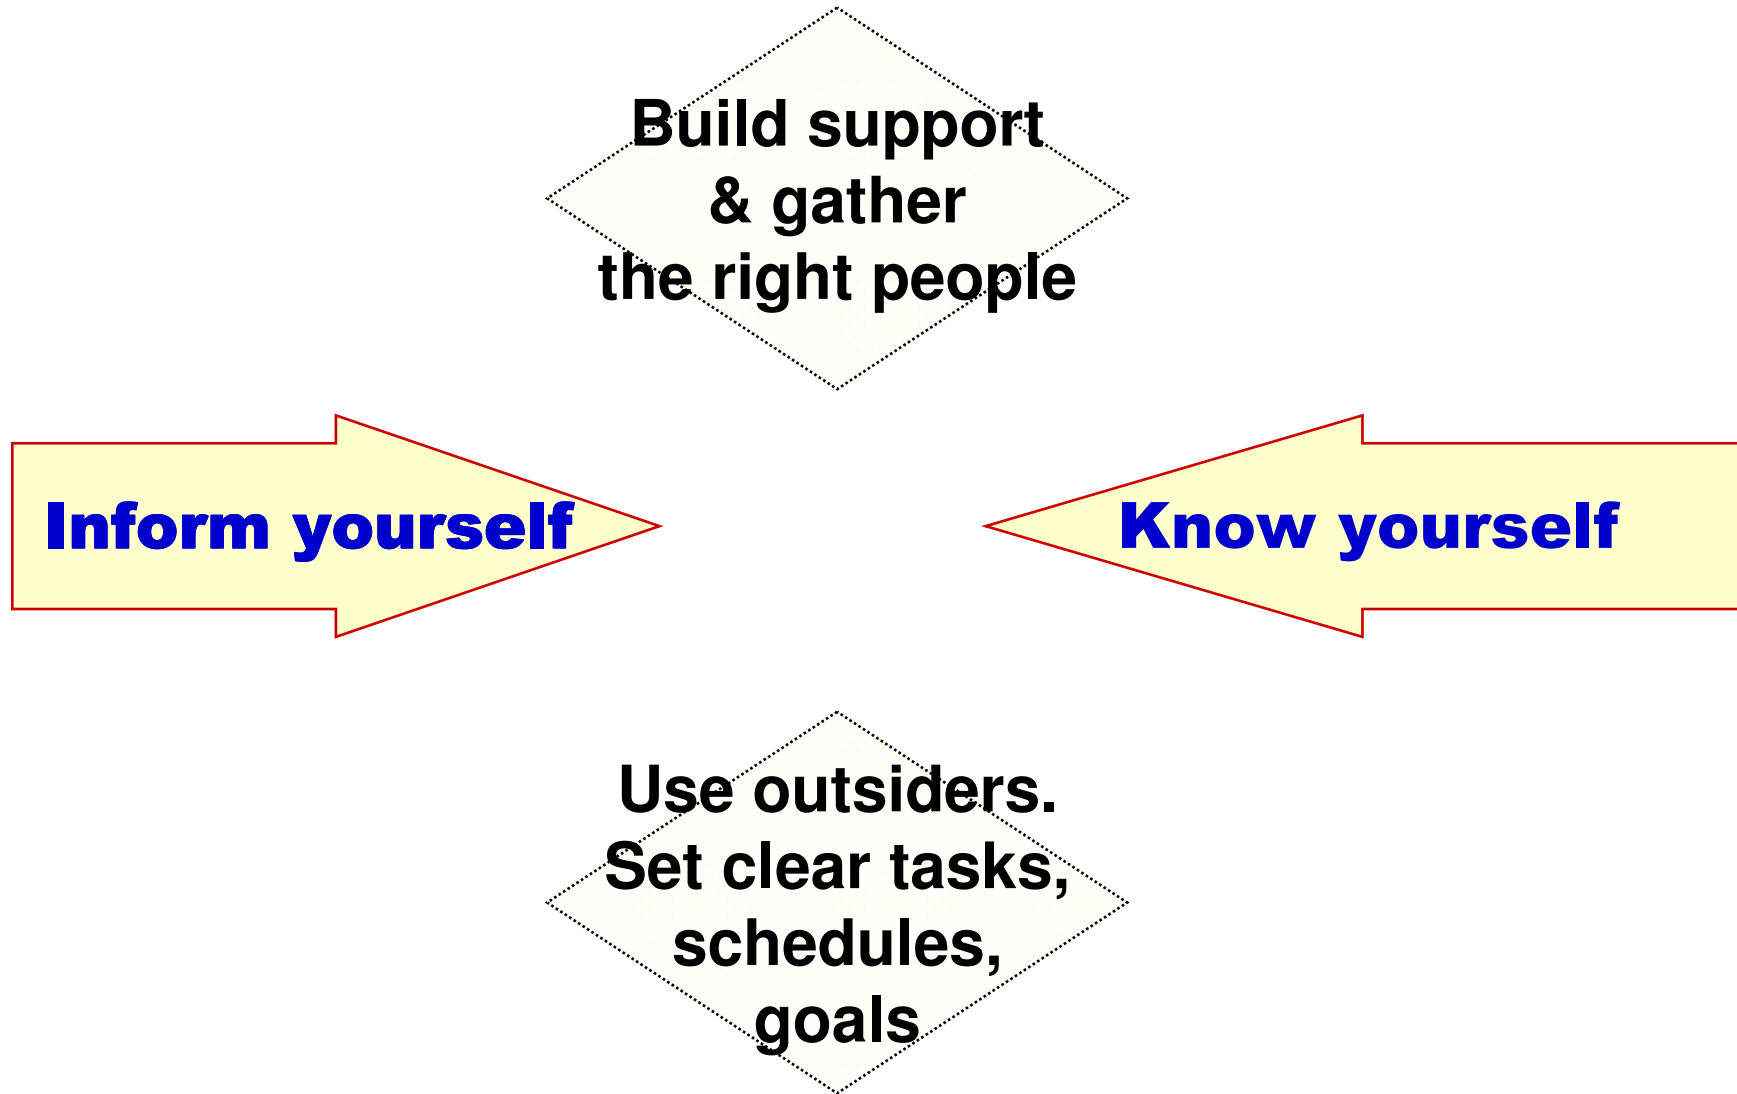 Build support
& gather
the right people
Inform yourself
Know yourself
Use outsiders.
Set clear tasks,
schedules,
goals